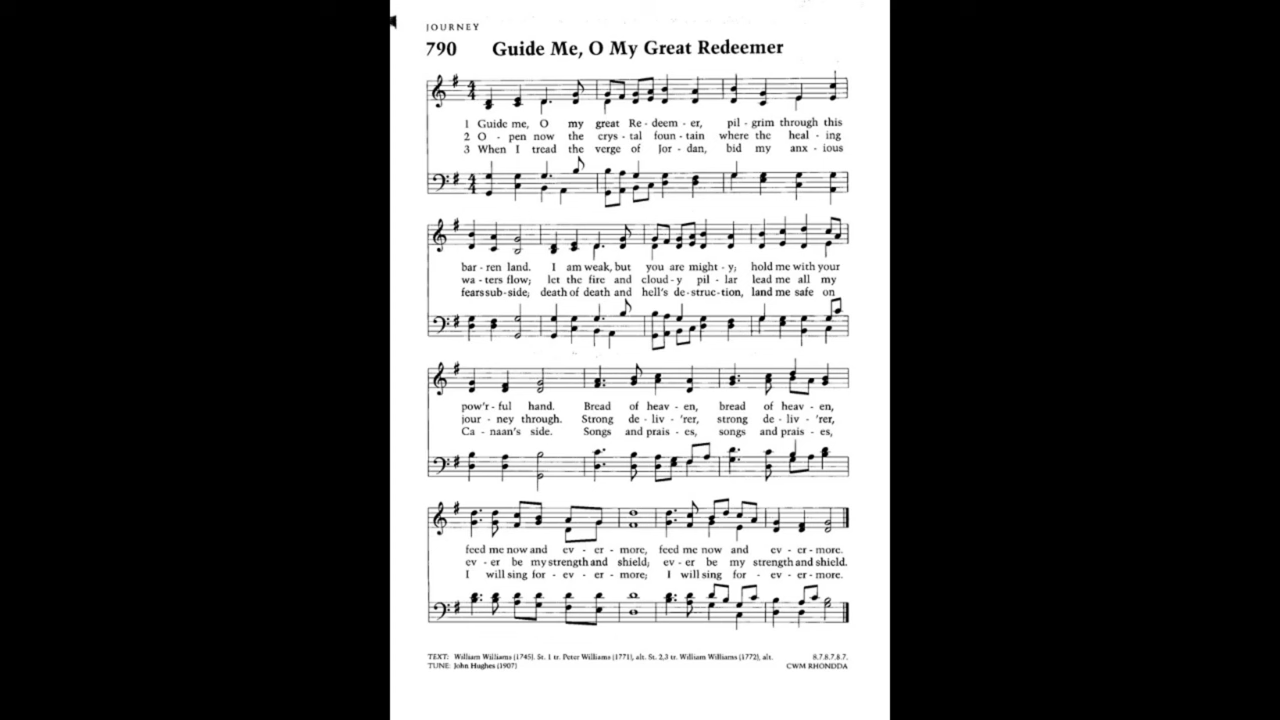 JOURNEY
790 Guide Me, O My Great Redeemer
1 Guide me, O my great Re - deem - er, pil - grim through this
2 O - pen now the crys - tal foun - tain where the heal - ing
3 When I tread the verge of Jor - dan, bid my anx - ious
bar - ren land. I am weak, but you are might - y; hold me with your
wa - ters flow; let the fire and cloud - y pil - lar lead me all my
fears sub - side; death of death and hell's de - struc - tion, land me safe on
pow'r - ful hand. Bread of heav - en, bread of heav - en,
jour - ney through. Strong de - liv - 'rer, strong de - liv - 'rer,
Ca - naan's side. Songs and prais - es, songs and prais - es,
feed me now and ev - er - more, feed me now and ev - er - more.
ev - er be my strength and shield; ev - er be my strength and shield.
I will sing for - ev - er - more; I will sing for - ev - er - more.
TEXT: William Williams (1745). St. 1 tr. Peter Williams (1771), alt. St. 2,3 tr. William Williams (1772), alt. 8.7.8.7.8.7.
TUNE: John Hughes (1907) CWM RHONDDA